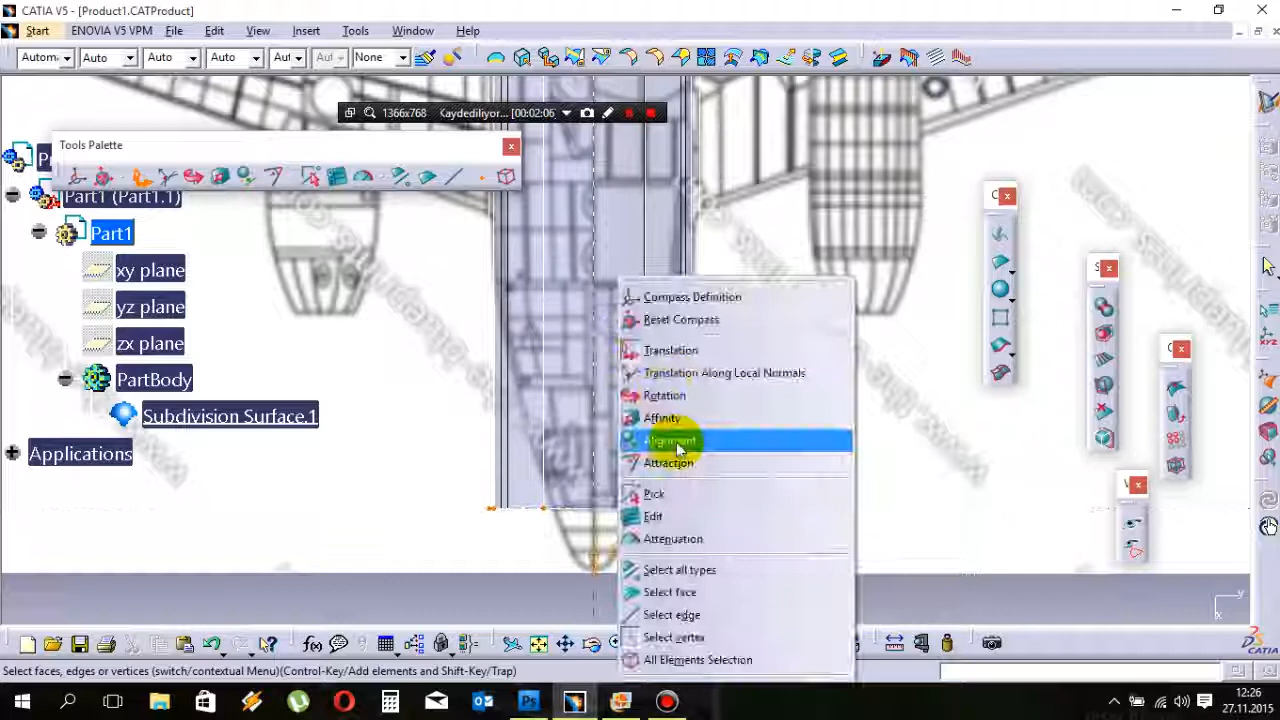 CATIA V5 - [Product1.CATProduct]
Start ENOVIA V5 VPM File Edit View Insert Tools Window Help
Autom Auto Auto Auto Aut Aut None
1366x768 Kaydediliyor... [00:02:06]
Tools Palette
Part1 (Part1.1)
Part1
xy plane
yz plane
zx plane
PartBody
Subdivision Surface.1
Applications
Compass Definition
Reset Compass
Translation
Translation Along Local Normals
Rotation
Affinity
Alignment
Attraction
Pick
Edit
Attenuation
Select all types
Select face
Select edge
Select vertex
All Elements Selection
y
x
CATIA
Select faces, edges or vertices (switch/contextual Menu)(Control-Key/Add elements and Shift-Key/Trap)
12:26
27.11.2015